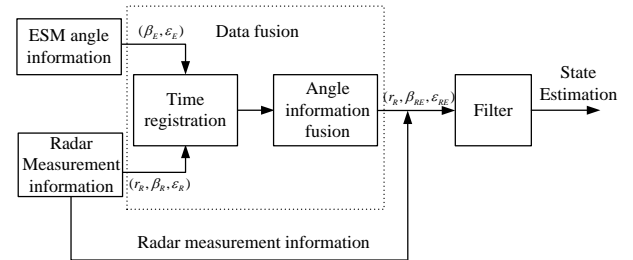 ESM angle
information
(β_E, ε_E)
Data fusion
Time
registration
Angle
information
fusion
(r_R, β_RE, ε_RE)
Filter
State
Estimation
Radar
Measurement
information
(r_R, β_R, ε_R)
Radar measurement information